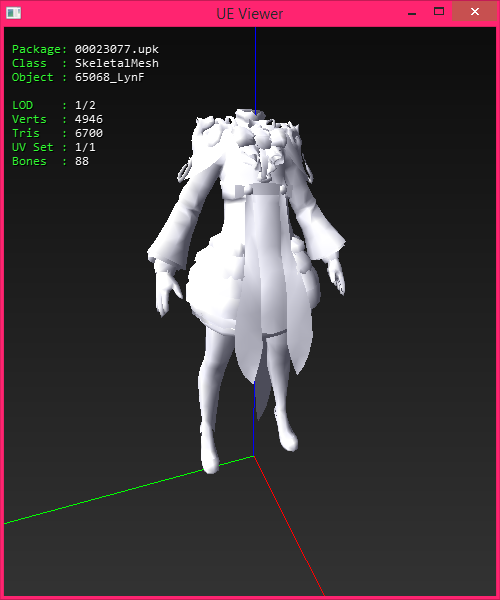 UE Viewer
Package: 00023077.upk
Class  : SkeletalMesh
Object : 65068_LynF
LOD    : 1/2
Verts  : 4946
Tris   : 6700
UV Set : 1/1
Bones  : 88